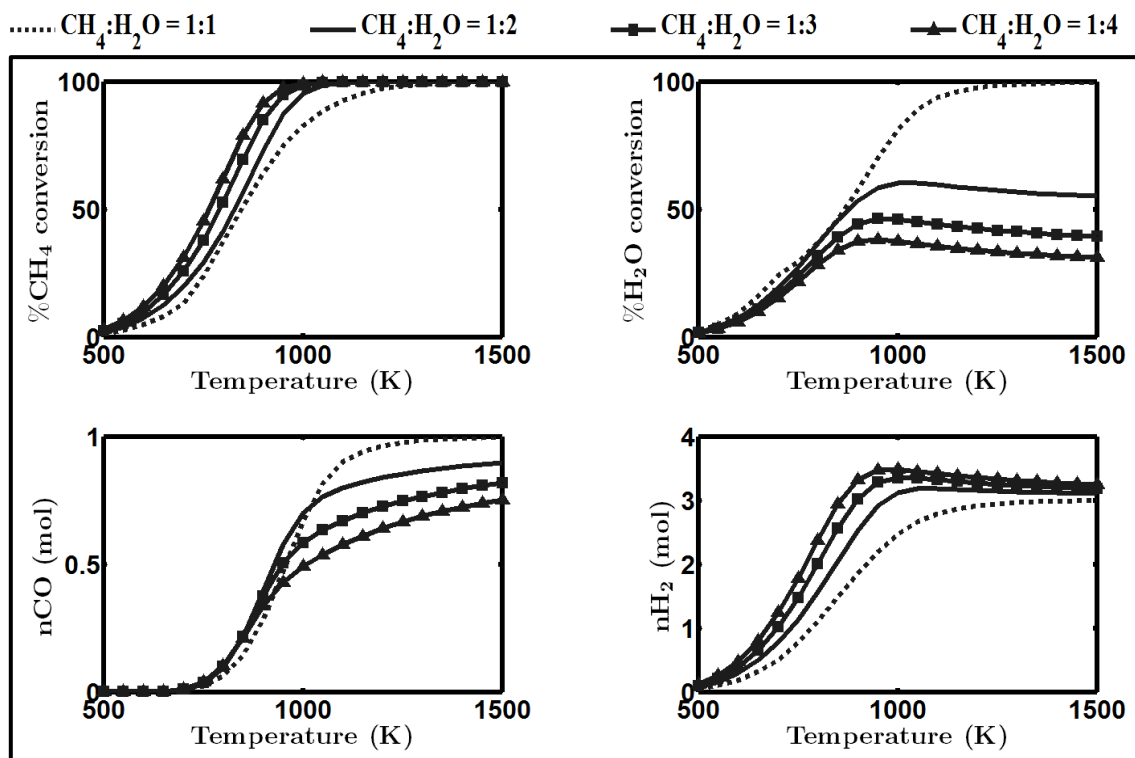 CH₄:H₂O = 1:1 CH₄:H₂O = 1:2 CH₄:H₂O = 1:3 CH₄:H₂O = 1:4
%CH₄ conversion
100
50
0
500 1000 1500
Temperature (K)
%H₂O conversion
100
50
0
500 1000 1500
Temperature (K)
nCO (mol)
1
0.5
0
500 1000 1500
Temperature (K)
nH₂ (mol)
4
3
2
1
0
500 1000 1500
Temperature (K)